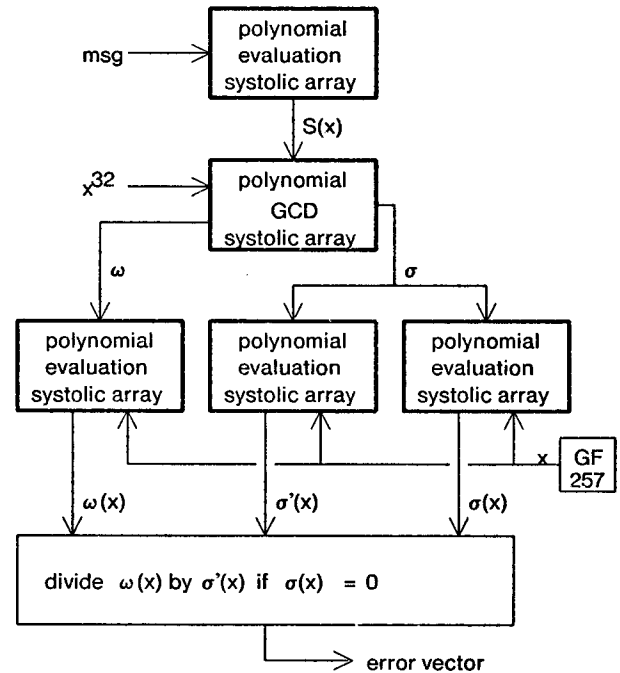 polynomial
evaluation
systolic array
msg
S(x)
x³²
polynomial
GCD
systolic array
ω
σ
polynomial
evaluation
systolic array
polynomial
evaluation
systolic array
polynomial
evaluation
systolic array
x
GF
257
ω(x)
σ'(x)
σ(x)
divide ω(x) by σ'(x) if σ(x) = 0
error vector